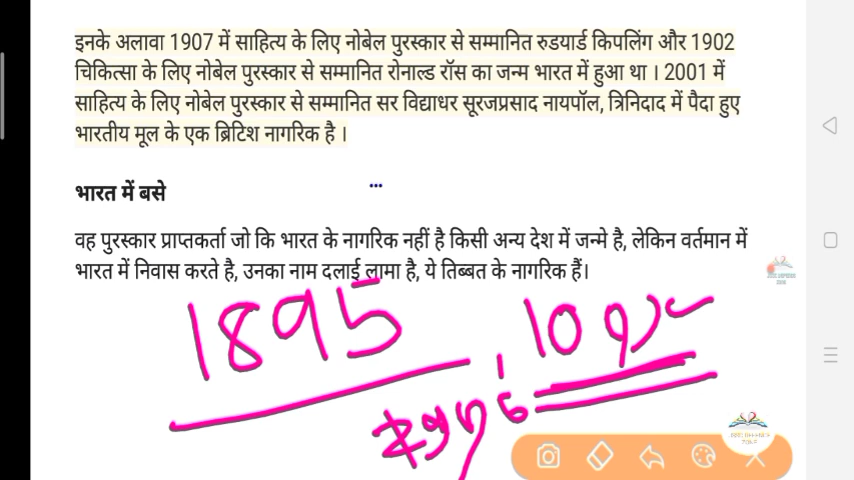 इनके अलावा 1907 में साहित्य के लिए नोबेल पुरस्कार से सम्मानित रुडयार्ड किपलिंग और 1902
चिकित्सा के लिए नोबेल पुरस्कार से सम्मानित रोनाल्ड रॉस का जन्म भारत में हुआ था । 2001 में
साहित्य के लिए नोबेल पुरस्कार से सम्मानित सर विद्याधर सूरजप्रसाद नायपॉल, त्रिनिदाद में पैदा हुए
भारतीय मूल के एक ब्रिटिश नागरिक है ।
...
भारत में बसे
वह पुरस्कार प्राप्तकर्ता जो कि भारत के नागरिक नहीं है किसी अन्य देश में जन्मे है, लेकिन वर्तमान में
भारत में निवास करते है, उनका नाम दलाई लामा है, ये तिब्बत के नागरिक हैं।
1895
10